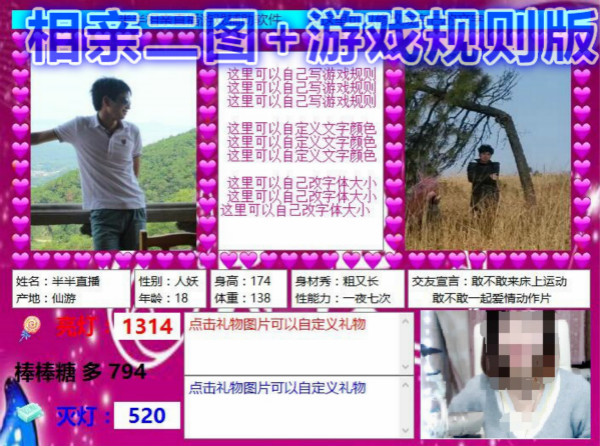 相亲二图+游戏规则版
这里可以自己写游戏规则
这里可以自己写游戏规则
这里可以自己写游戏规则
这里可以自定义文字颜色
这里可以自定义文字颜色
这里可以自定义文字颜色
这里可以自己改字体大小
这里可以自己改字体大小
这里可以自己改字体大小
姓名：半半直播
产地：仙游
性别：人妖
年龄：18
身高：174
体重：138
身材秀：粗又长
性能力：一夜七次
交友宣言：敢不敢来床上运动
敢不敢一起爱情动作片
亮灯：1314
棒棒糖 多 794
灭灯：520
点击礼物图片可以自定义礼物
点击礼物图片可以自定义礼物